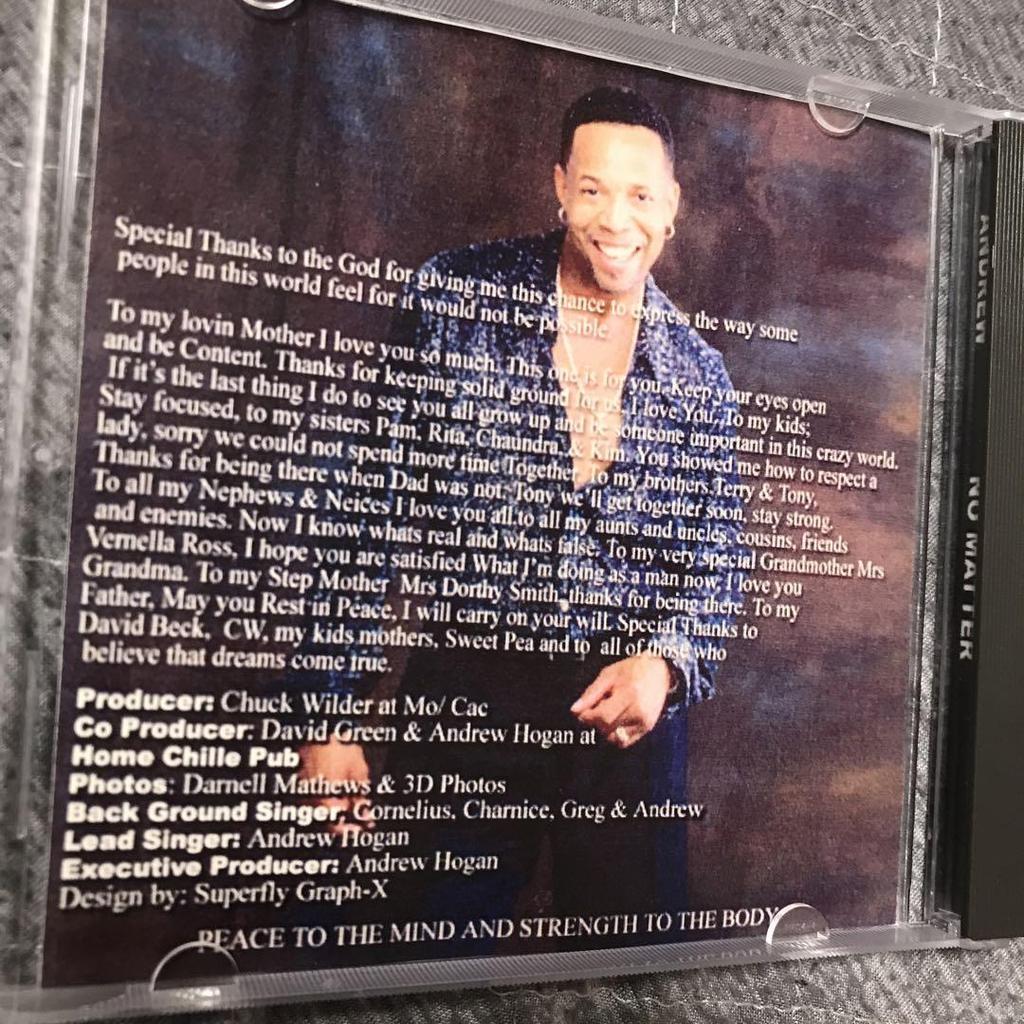 Special Thanks to the God for giving me this chance to express the way some
people in this world feel for it would not be possible.
To my lovin Mother I love you so much. This one is for you. Keep your eyes open
and be Content. Thanks for keeping solid ground for us. I love You. To my kids;
If it's the last thing I do to see you all grow up and be someone important in this crazy world.
Stay focused, to my sisters Pam, Rita, Chaundra, & Kim. You showed me how to respect a
lady, sorry we could not spend more time Together. To my brothers Terry & Tony,
Thanks for being there when Dad was not. Tony we'll get together soon, stay strong.
To all my Nephews & Neices I love you all.to all my aunts and uncles, cousins, friends
and enemies. Now I know whats real and whats false. To my very special Grandmother Mrs
Vernella Ross, I hope you are satisfied What I'm doing as a man now, I love you
Grandma. To my Step Mother Mrs Dorthy Smith thanks for being there. To my
Father, May you Rest in Peace, I will carry on your will. Special Thanks to
David Beck, CW, my kids mothers, Sweet Pea and to all of those who
believe that dreams come true.
Producer: Chuck Wilder at Mo/ Cac
Co Producer: David Green & Andrew Hogan at
Home Chille Pub
Photos: Darnell Mathews & 3D Photos
Back Ground Singer; Cornelius, Charnice, Greg & Andrew
Lead Singer: Andrew Hogan
Executive Producer: Andrew Hogan
Design by: Superfly Graph-X
PEACE TO THE MIND AND STRENGTH TO THE BODY
ANDREW
NO MATTER